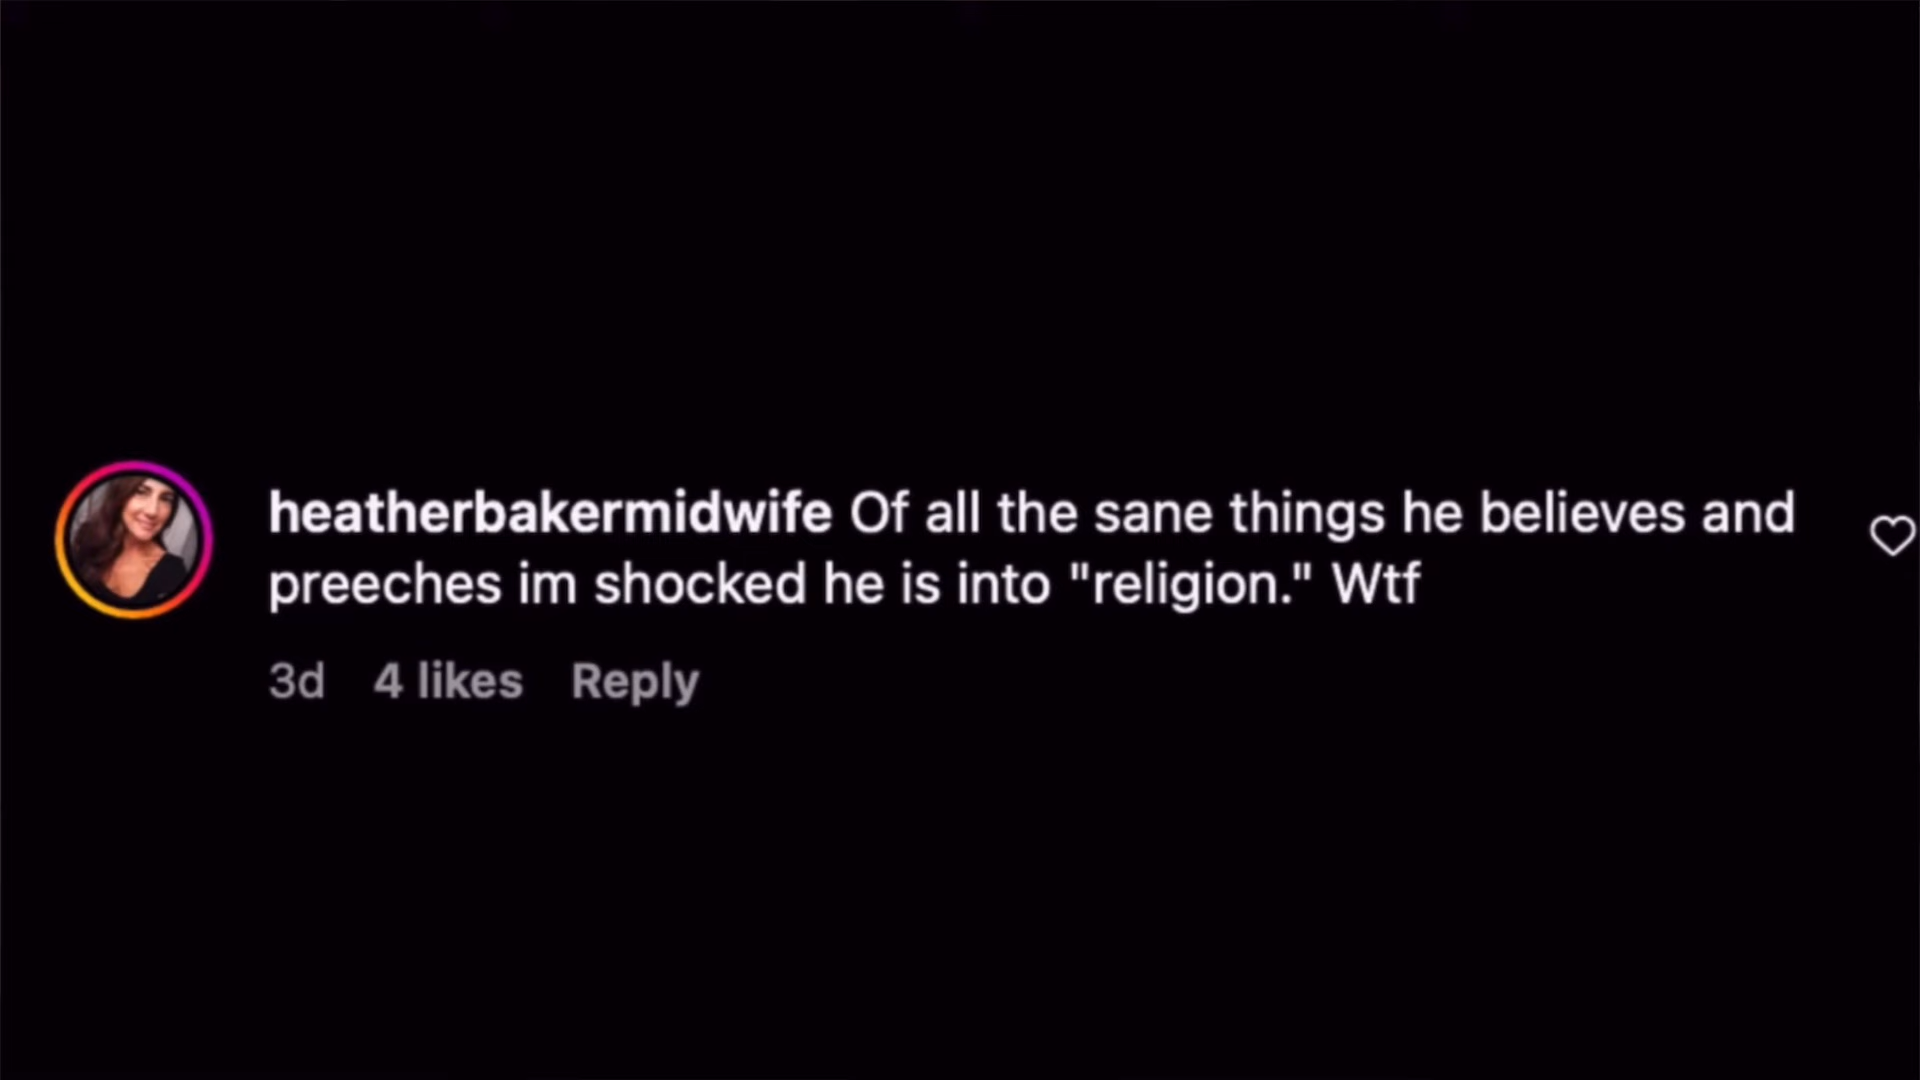 heatherbakermidwife Of all the sane things he believes and
preeches im shocked he is into "religion." Wtf
3d 4 likes Reply